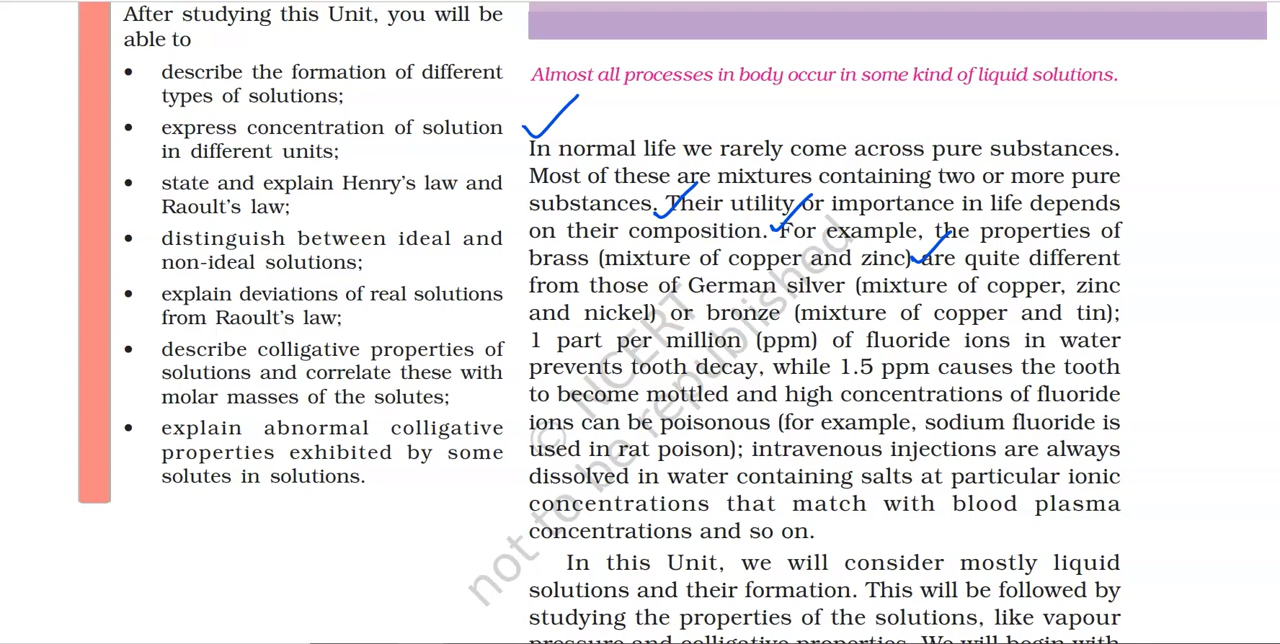 After studying this Unit, you will be
able to
• describe the formation of different
types of solutions;
• express concentration of solution
in different units;
• state and explain Henry's law and
Raoult's law;
• distinguish between ideal and
non-ideal solutions;
• explain deviations of real solutions
from Raoult's law;
• describe colligative properties of
solutions and correlate these with
molar masses of the solutes;
• explain abnormal colligative
properties exhibited by some
solutes in solutions.
Almost all processes in body occur in some kind of liquid solutions.
In normal life we rarely come across pure substances.
Most of these are mixtures containing two or more pure
substances. Their utility or importance in life depends
on their composition. For example, the properties of
brass (mixture of copper and zinc) are quite different
from those of German silver (mixture of copper, zinc
and nickel) or bronze (mixture of copper and tin);
1 part per million (ppm) of fluoride ions in water
prevents tooth decay, while 1.5 ppm causes the tooth
to become mottled and high concentrations of fluoride
ions can be poisonous (for example, sodium fluoride is
used in rat poison); intravenous injections are always
dissolved in water containing salts at particular ionic
concentrations that match with blood plasma
concentrations and so on.
In this Unit, we will consider mostly liquid
solutions and their formation. This will be followed by
studying the properties of the solutions, like vapour
pressure and colligative properties. We will begin with
© NCERT
not to be republished